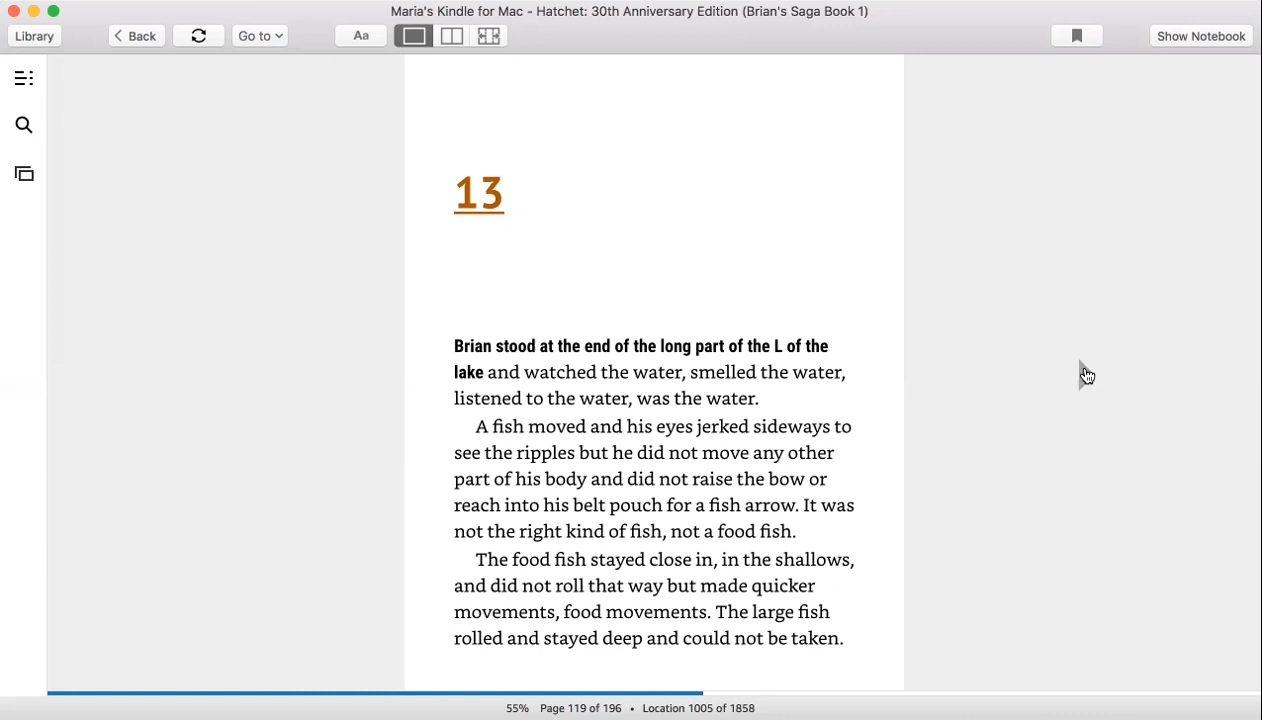 Maria's Kindle for Mac - Hatchet: 30th Anniversary Edition (Brian's Saga Book 1)
Library
Back
Go to
Aa
Show Notebook
13
Brian stood at the end of the long part of the L of the
lake and watched the water, smelled the water,
listened to the water, was the water.
A fish moved and his eyes jerked sideways to
see the ripples but he did not move any other
part of his body and did not raise the bow or
reach into his belt pouch for a fish arrow. It was
not the right kind of fish, not a food fish.
The food fish stayed close in, in the shallows,
and did not roll that way but made quicker
movements, food movements. The large fish
rolled and stayed deep and could not be taken.
55% Page 119 of 196 • Location 1005 of 1858